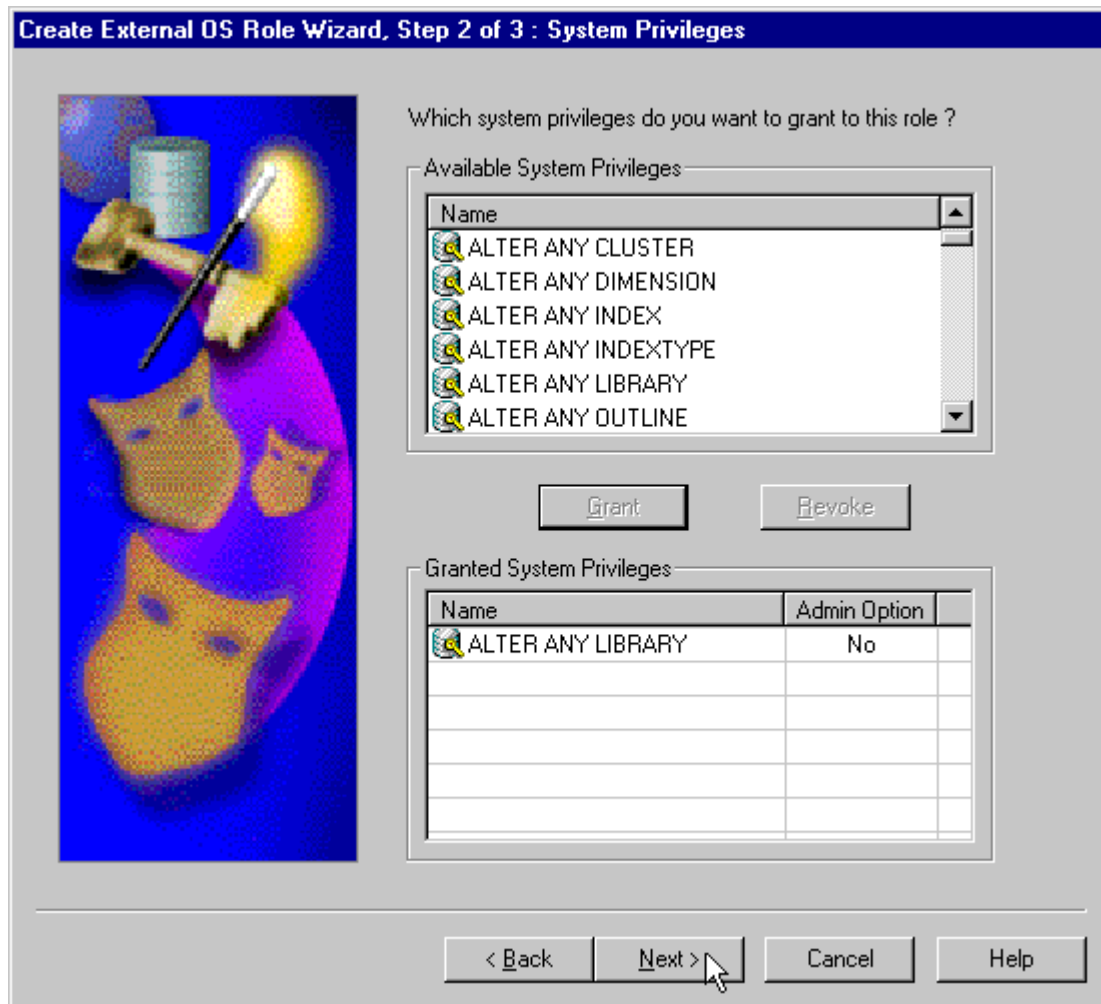 Create External OS Role Wizard, Step 2 of 3 : System Privileges
Which system privileges do you want to grant to this role ?
Available System Privileges
Name
ALTER ANY CLUSTER
ALTER ANY DIMENSION
ALTER ANY INDEX
ALTER ANY INDEXTYPE
ALTER ANY LIBRARY
ALTER ANY OUTLINE
Grant Revoke
Granted System Privileges
Name Admin Option
ALTER ANY LIBRARY No
< Back Next > Cancel Help